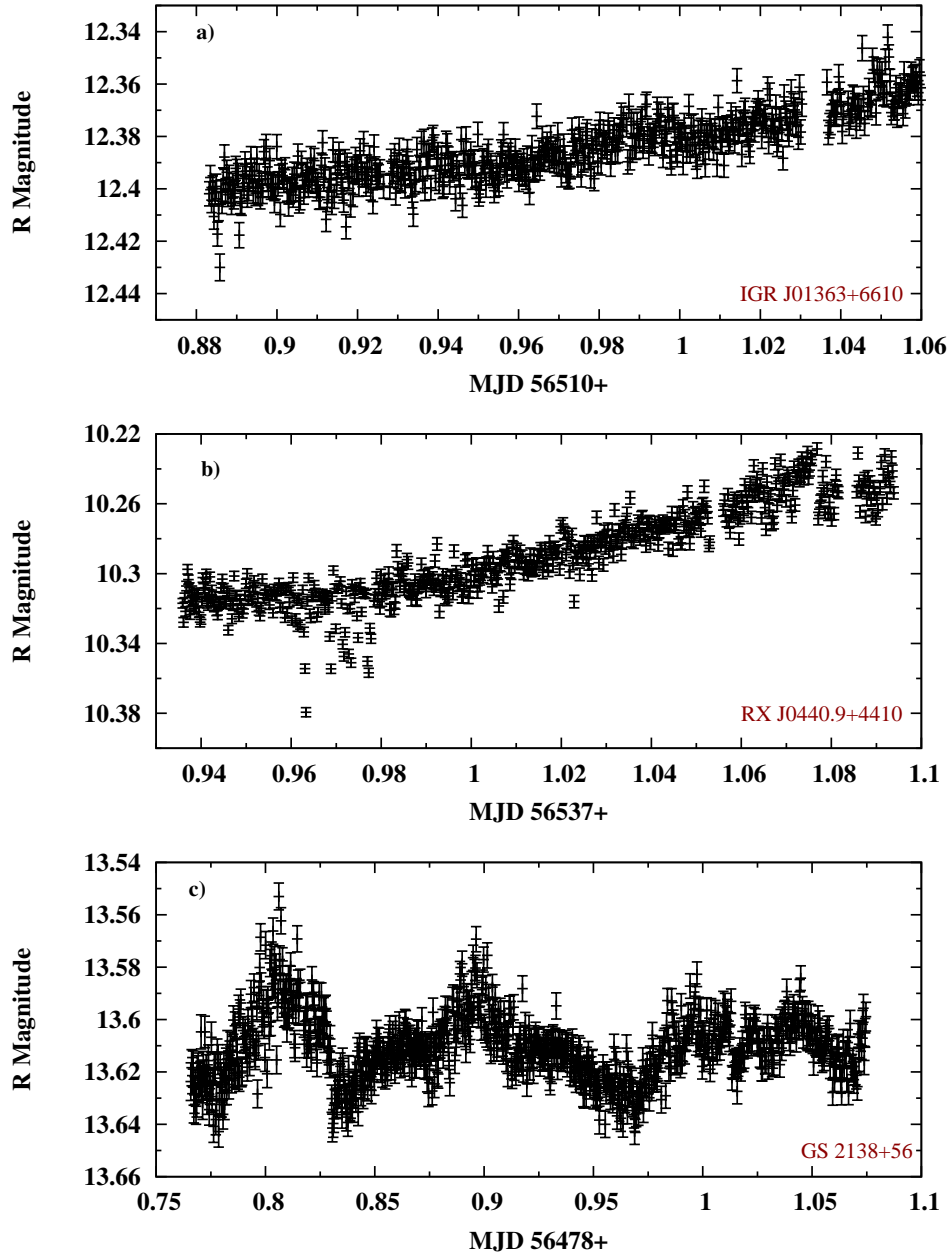 12.34
a)
12.36
12.38
12.4
12.42
12.44
R Magnitude
IGR J01363+6610
0.88 0.9 0.92 0.94 0.96 0.98 1 1.02 1.04 1.06
MJD 56510+
10.22
b)
10.26
10.3
10.34
10.38
R Magnitude
RX J0440.9+4410
0.94 0.96 0.98 1 1.02 1.04 1.06 1.08 1.1
MJD 56537+
13.54
c)
13.56
13.58
13.6
13.62
13.64
13.66
R Magnitude
GS 2138+56
0.75 0.8 0.85 0.9 0.95 1 1.05 1.1
MJD 56478+